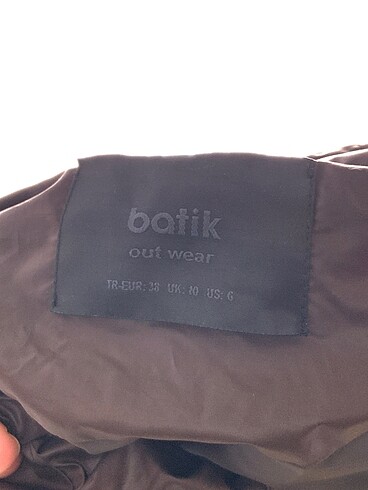 batik
out wear
TR-EUR: 38 UK: 10 US: 6